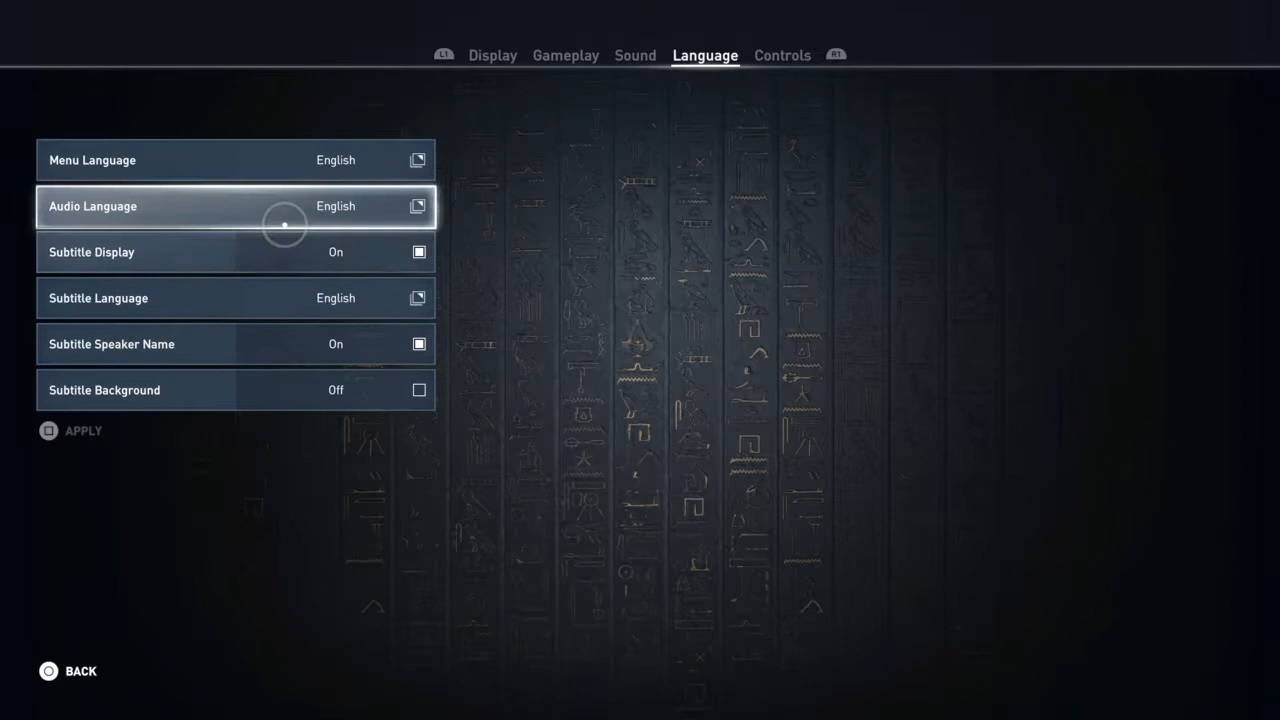 L1 Display Gameplay Sound Language Controls R1
Menu Language English
Audio Language English
Subtitle Display On
Subtitle Language English
Subtitle Speaker Name On
Subtitle Background Off
APPLY
BACK